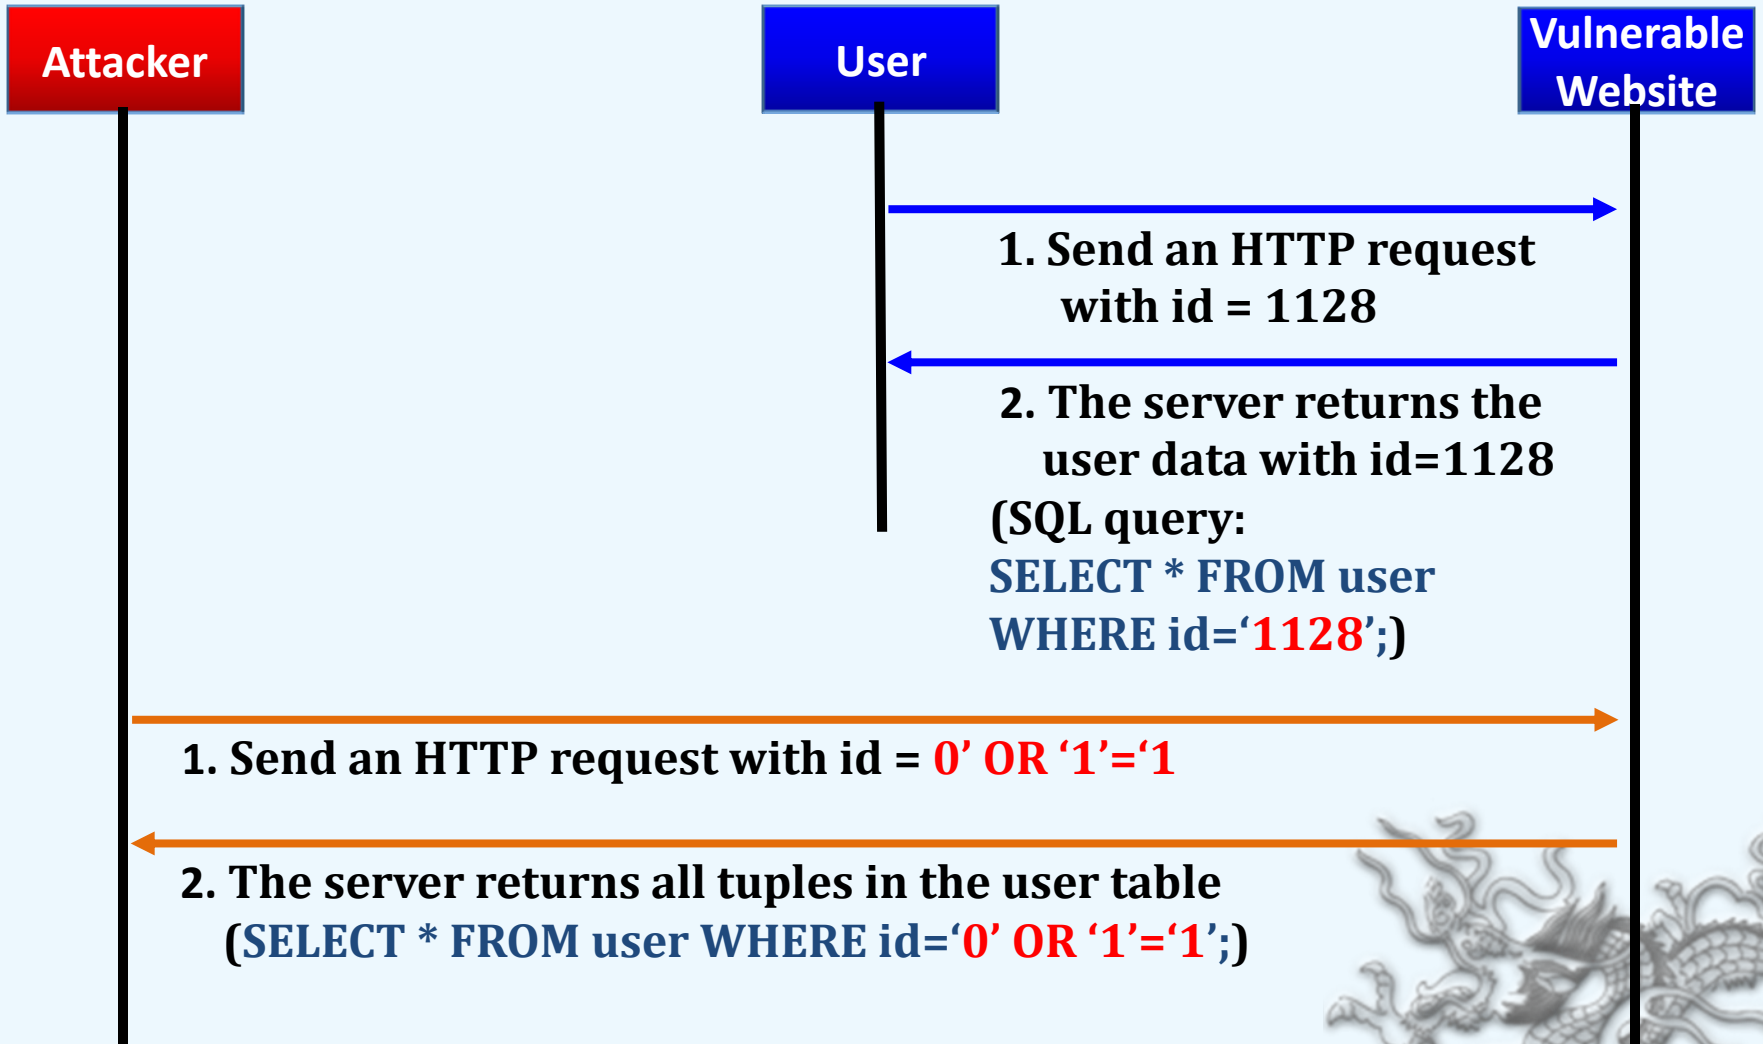 Attacker
User
Vulnerable
Website
1. Send an HTTP request
with id = 1128
2. The server returns the
user data with id=1128
(SQL query:
SELECT * FROM user
WHERE id=‘1128’;)
1. Send an HTTP request with id = 0’ OR ‘1’=‘1
2. The server returns all tuples in the user table
(SELECT * FROM user WHERE id=‘0’ OR ‘1’=‘1’;)